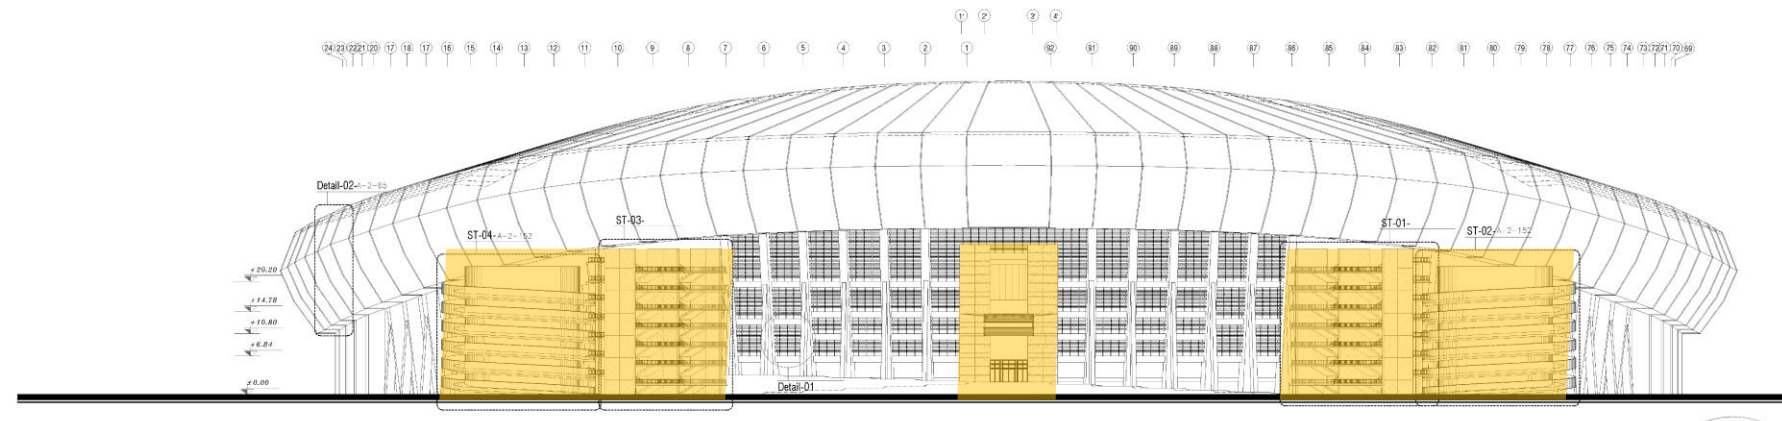 1' 2' 3' 4'
24 23 22 21 20 17 18 17 16 15 14 13 12 11 10 9 8 7 6 5 4 3 2 1 92 91 90 89 88 87 86 85 84 83 82 81 80 79 78 77 76 75 74 73 72 71 70 69
Detail-02-A-2-65
ST-03-
ST-01-
ST-04-A-2-152
ST-02-A-2-152
+14.78
+10.80
+6.84
±0.00
Detail-01